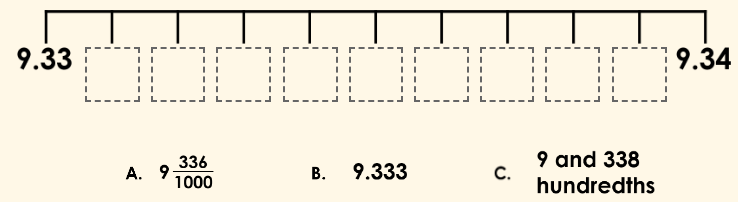 9.33 9.34
A. 9 336/1000 B. 9.333 C. 9 and 338
hundredths